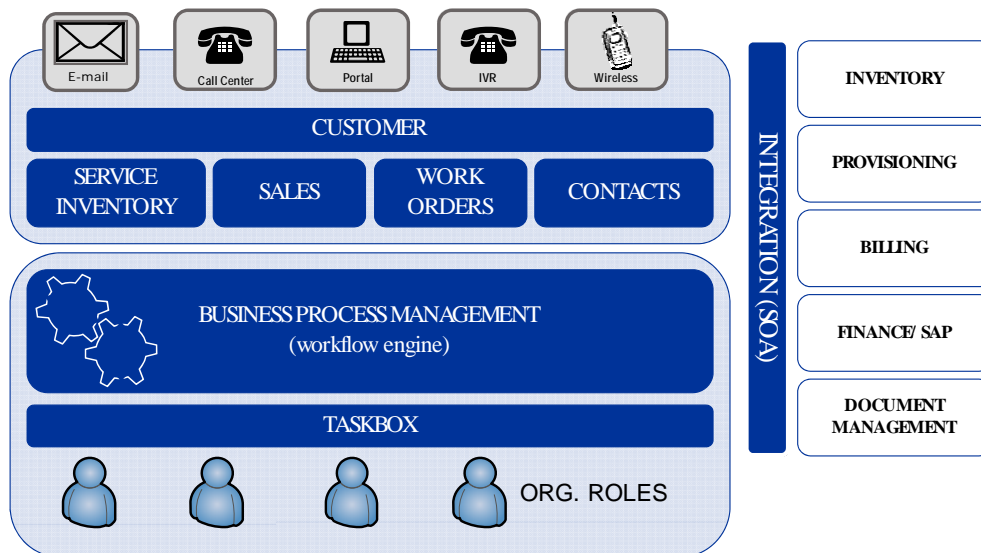 E-mail
Call Center
Portal
IVR
Wireless
CUSTOMER
SERVICE
INVENTORY
SALES
WORK
ORDERS
CONTACTS
BUSINESS PROCESS MANAGEMENT
(workflow engine)
TASKBOX
ORG. ROLES
INTEGRATION (SOA)
INVENTORY
PROVISIONING
BILLING
FINANCE/ SAP
DOCUMENT
MANAGEMENT